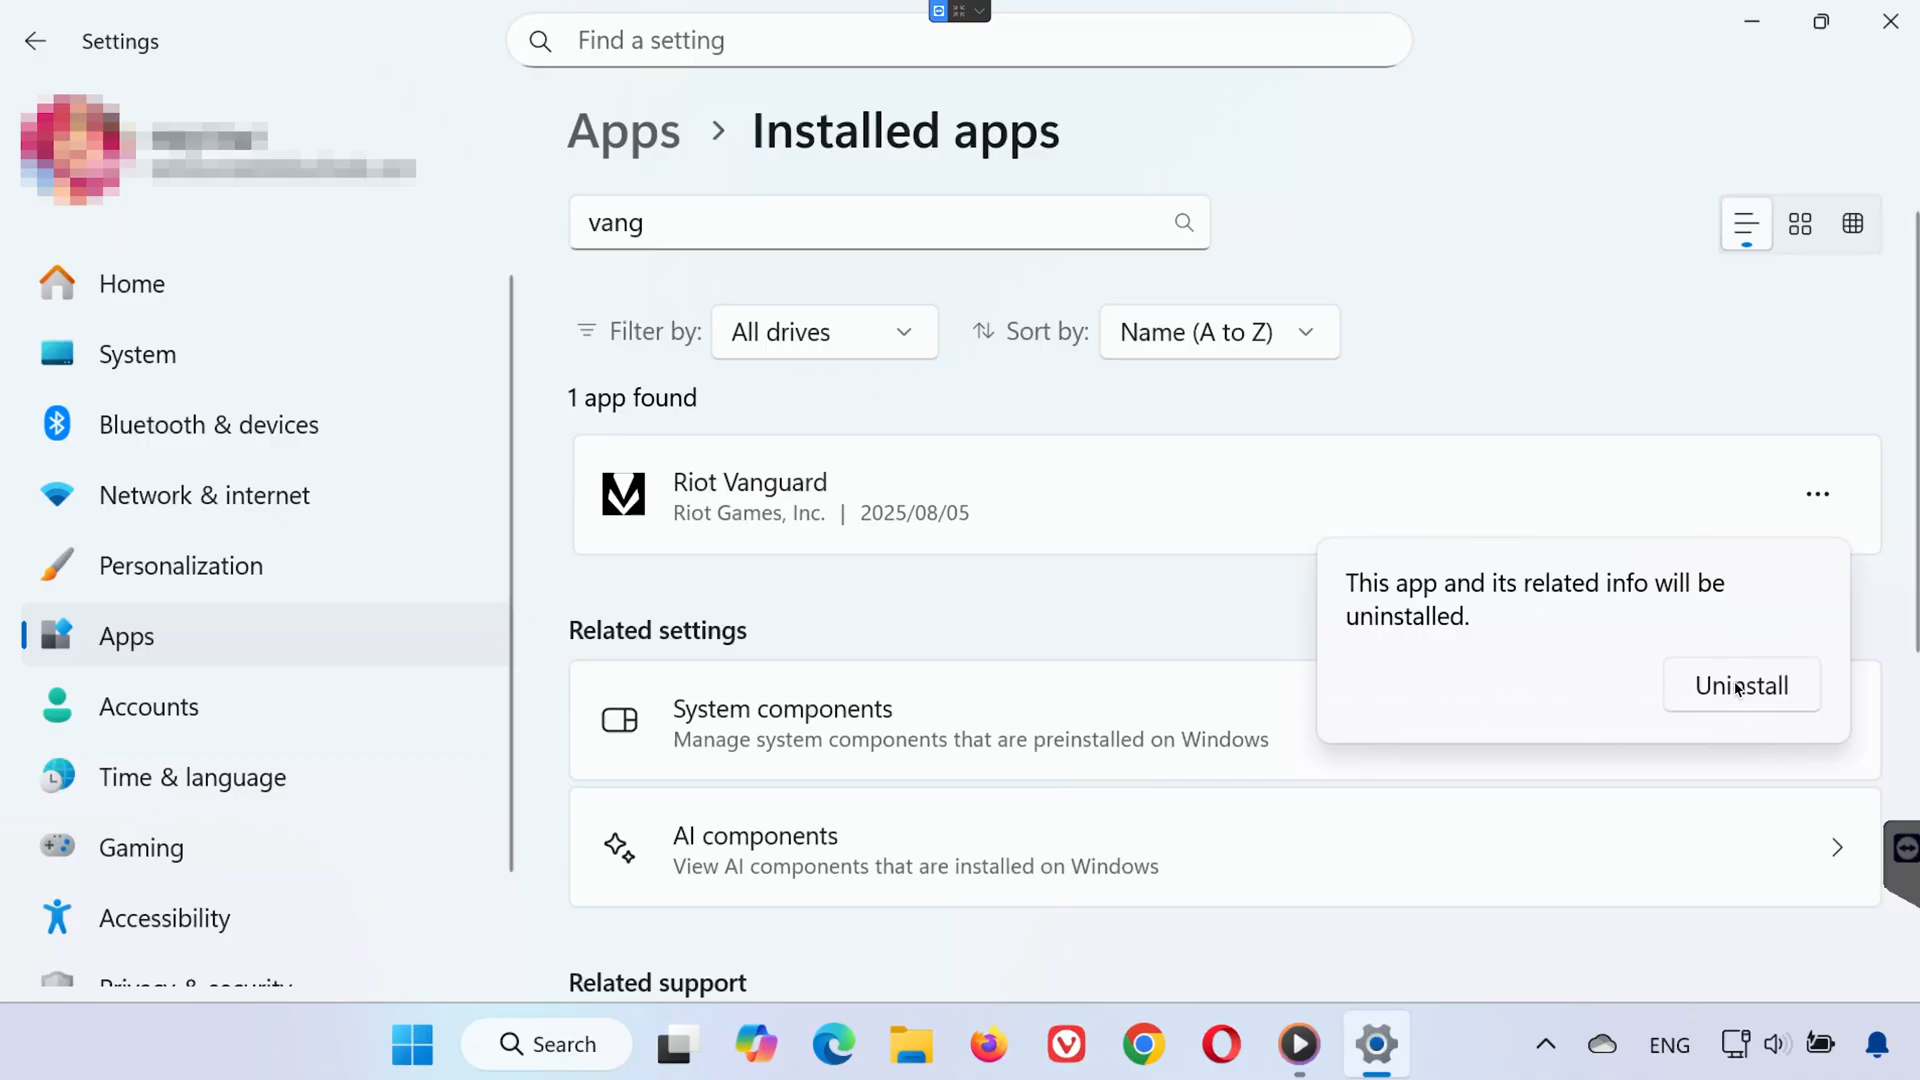 Settings
Find a setting
Apps > Installed apps
vang
Home
System
Bluetooth & devices
Network & internet
Personalization
Apps
Accounts
Time & language
Gaming
Accessibility
Privacy & security
Filter by:
All drives
Sort by:
Name (A to Z)
1 app found
Riot Vanguard
Riot Games, Inc. | 2025/08/05
This app and its related info will be
uninstalled.
Uninstall
Related settings
System components
Manage system components that are preinstalled on Windows
AI components
View AI components that are installed on Windows
Related support
Search
ENG